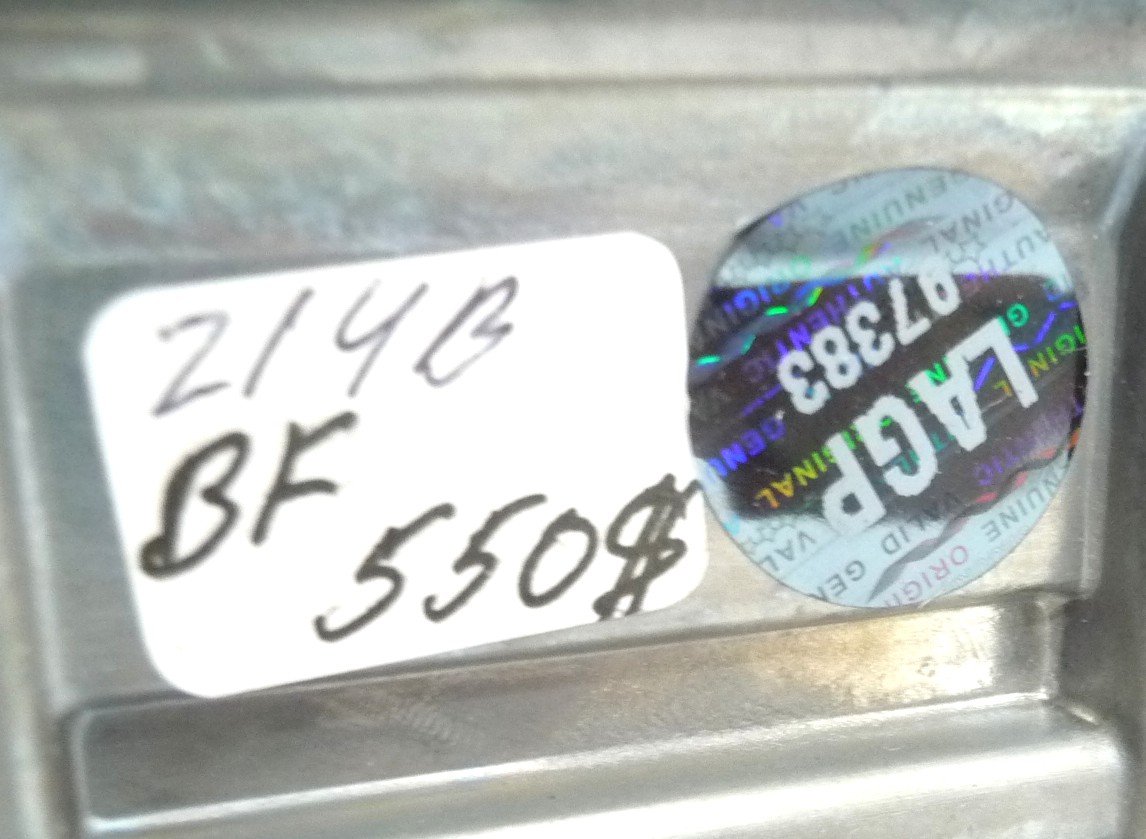 214B
BF
550$
LAGP
97383
VALID GENUINE ORIGINAL AUTHENTIC